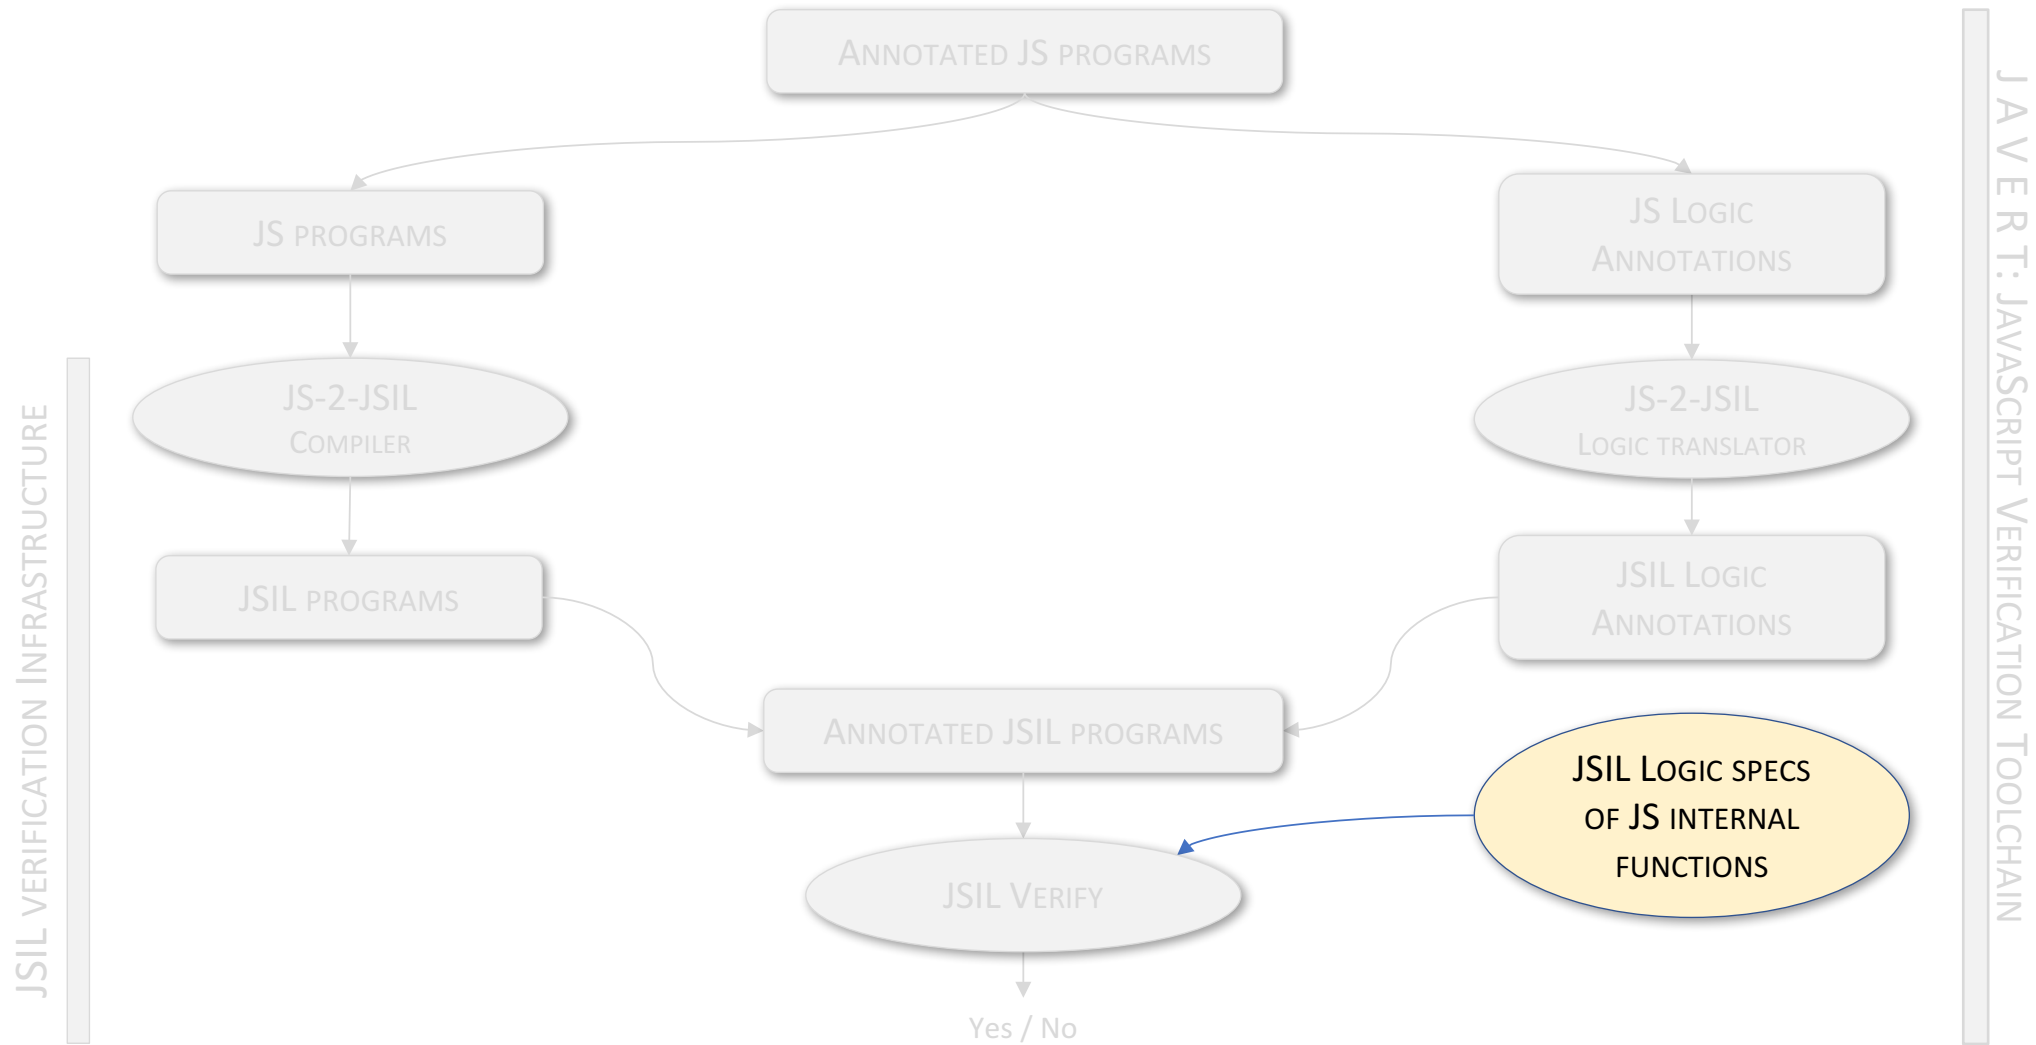 ANNOTATED JS PROGRAMS
JS PROGRAMS
JS LOGIC
ANNOTATIONS
JS-2-JSIL
COMPILER
JS-2-JSIL
LOGIC TRANSLATOR
JSIL PROGRAMS
JSIL LOGIC
ANNOTATIONS
ANNOTATED JSIL PROGRAMS
JSIL LOGIC SPECS
OF JS INTERNAL
FUNCTIONS
JSIL VERIFY
Yes / No
JSIL VERIFICATION INFRASTRUCTURE
J A V E R T : JAVASCRIPT VERIFICATION TOOLCHAIN